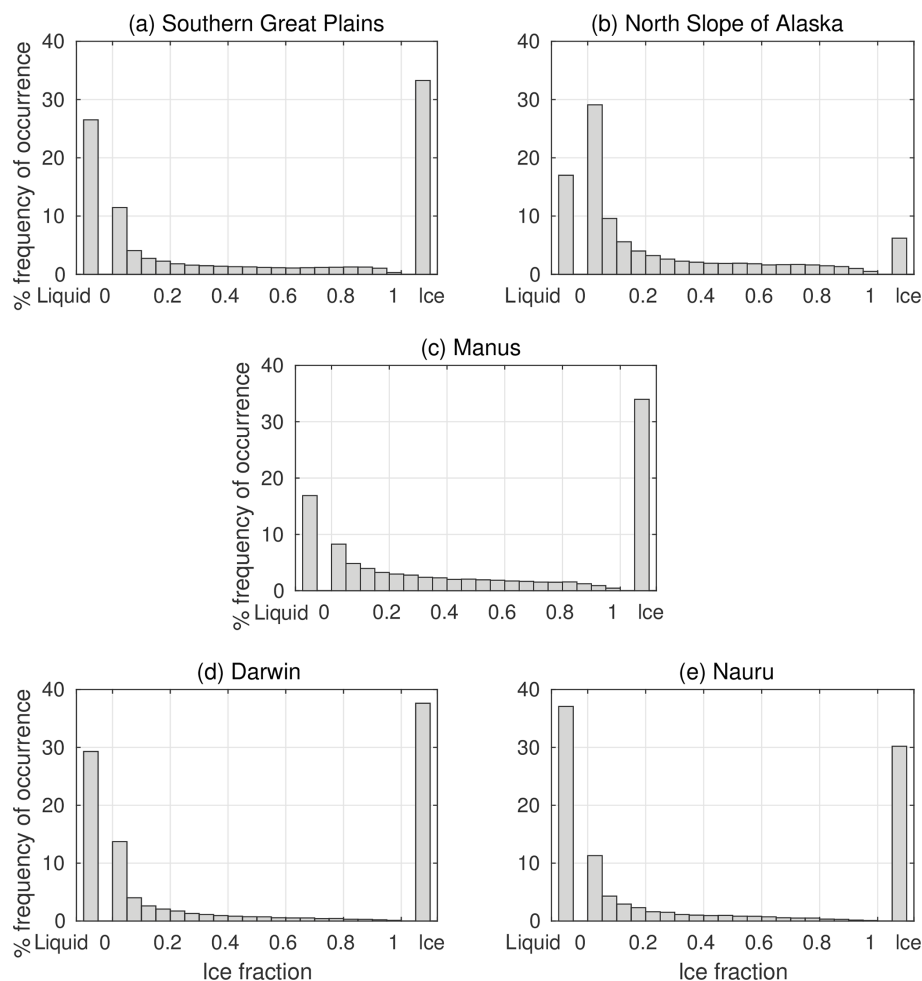 (a) Southern Great Plains
% frequency of occurrence
40
30
20
10
0
Liquid 0 0.2 0.4 0.6 0.8 1 Ice
(b) North Slope of Alaska
40
30
20
10
0
Liquid 0 0.2 0.4 0.6 0.8 1 Ice
(c) Manus
% frequency of occurrence
40
30
20
10
0
Liquid 0 0.2 0.4 0.6 0.8 1 Ice
(d) Darwin
% frequency of occurrence
40
30
20
10
0
Liquid 0 0.2 0.4 0.6 0.8 1 Ice
Ice fraction
(e) Nauru
40
30
20
10
0
Liquid 0 0.2 0.4 0.6 0.8 1 Ice
Ice fraction